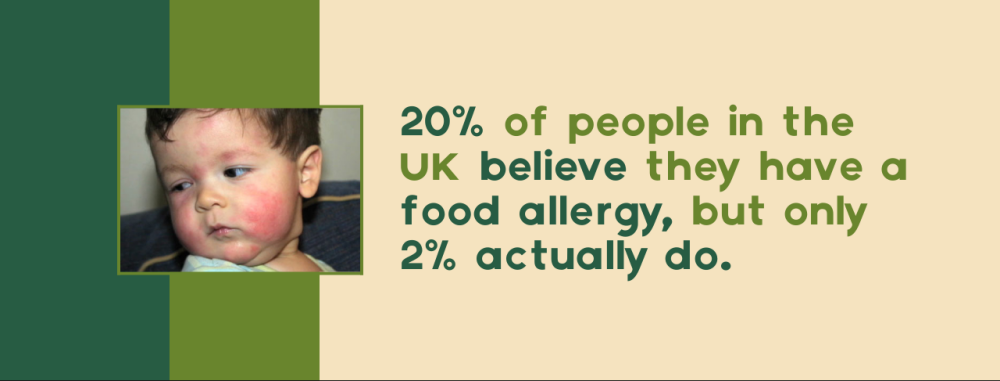 20% of people in the
UK believe they have a
food allergy, but only
2% actually do.